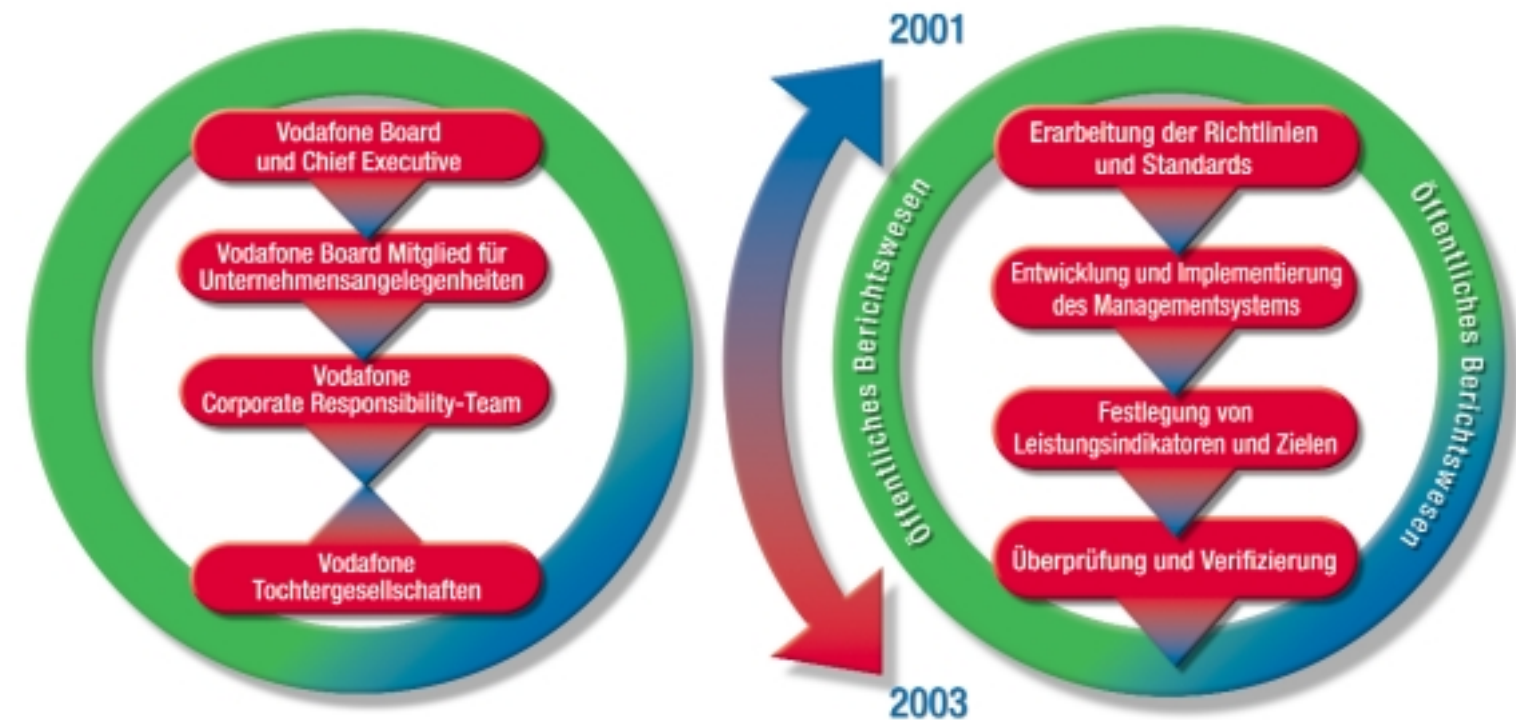 Vodafone Board
und Chief Executive
Vodafone Board Mitglied für
Unternehmensangelegenheiten
Vodafone
Corporate Responsibility-Team
Vodafone
Tochtergesellschaften
2001
Öffentliches Berichtswesen
Erarbeitung der Richtlinien
und Standards
Entwicklung und Implementierung
des Managementsystems
Festlegung von
Leistungsindikatoren und Zielen
Überprüfung und Verifizierung
Öffentliches Berichtswesen
2003